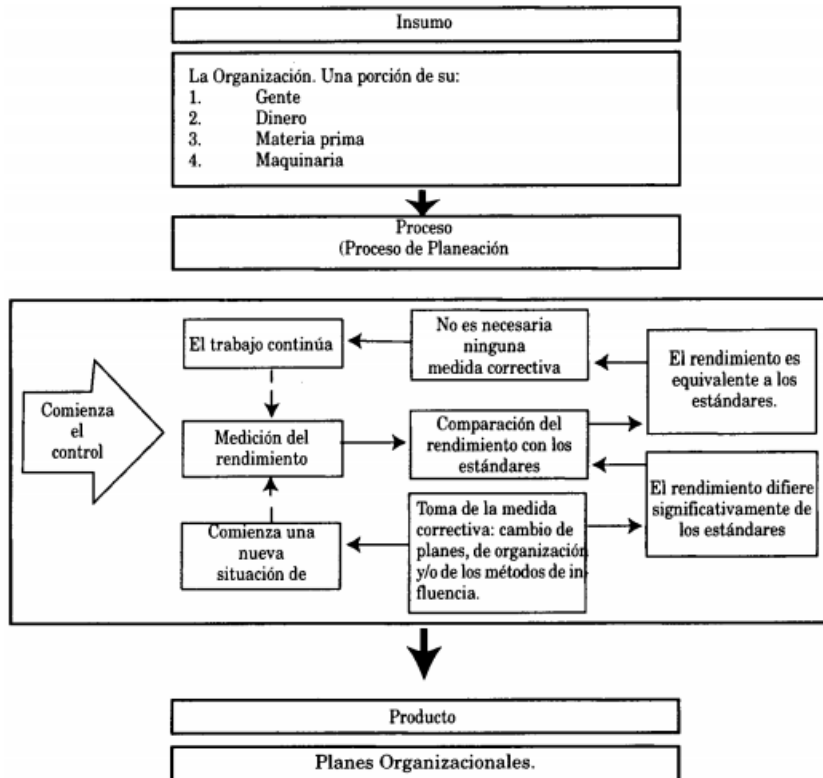 Insumo
La Organización. Una porción de su:
1. Gente
2. Dinero
3. Materia prima
4. Maquinaria
Proceso
(Proceso de Planeación
Comienza
el
control
El trabajo continúa
No es necesaria
ninguna
medida correctiva
El rendimiento es
equivalente a los
estándares.
Medición del
rendimiento
Comparación del
rendimiento con los
estándares
El rendimiento difiere
significativamente de
los estándares
Comienza una
nueva
situación de
Toma de la medida
correctiva: cambio de
planes, de organización
y/o de los métodos de in-
fluencia.
Producto
Planes Organizacionales.